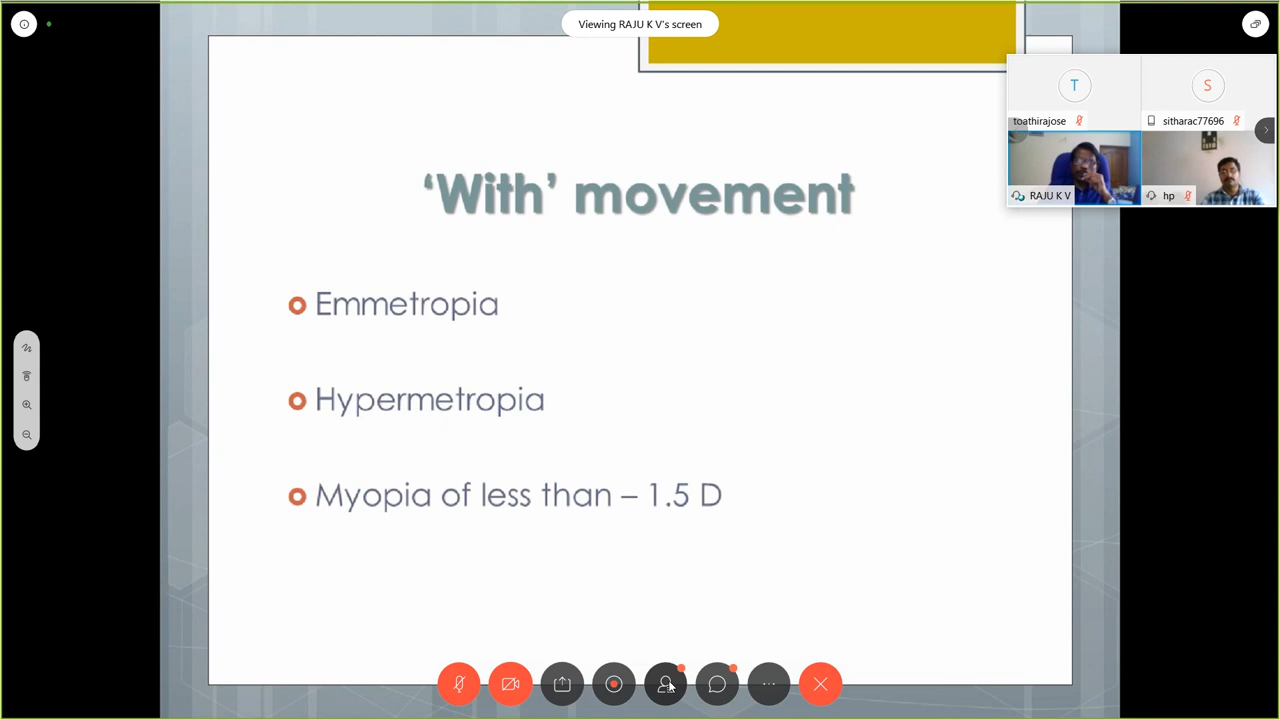 Viewing RAJU K V's screen
T
S
toathirajose
sitharac77696
RAJU K V
hp
‘With’ movement
Emmetropia
Hypermetropia
Myopia of less than – 1.5 D